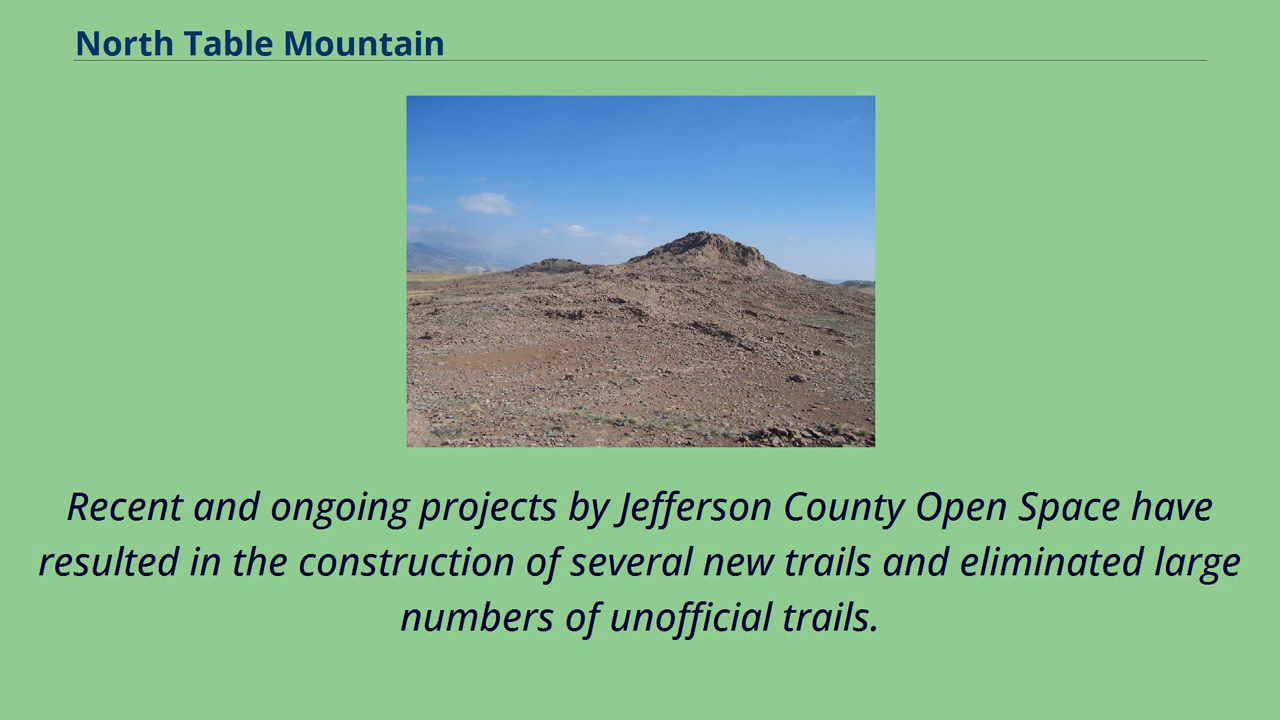 North Table Mountain
Recent and ongoing projects by Jefferson County Open Space have
resulted in the construction of several new trails and eliminated large
numbers of unofficial trails.